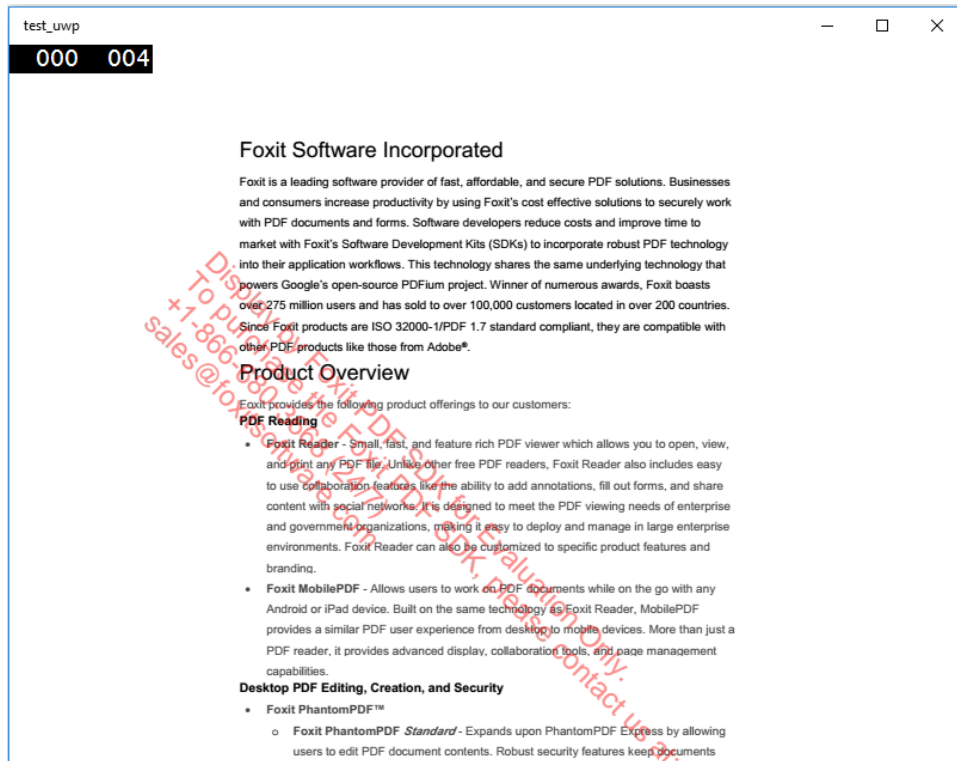 test_uwp
000 004
Foxit Software Incorporated
Foxit is a leading software provider of fast, affordable, and secure PDF solutions. Businesses
and consumers increase productivity by using Foxit's cost effective solutions to securely work
with PDF documents and forms. Software developers reduce costs and improve time to
market with Foxit's Software Development Kits (SDKs) to incorporate robust PDF technology
into their application workflows. This technology shares the same underlying technology that
powers Google's open-source PDFium project. Winner of numerous awards, Foxit boasts
over 275 million users and has sold to over 100,000 customers located in over 200 countries.
Since Foxit products are ISO 32000-1/PDF 1.7 standard compliant, they are compatible with
other PDF products like those from Adobe®.
Product Overview
Foxit provides the following product offerings to our customers:
PDF Reading
• Foxit Reader - Small, fast, and feature rich PDF viewer which allows you to open, view,
and print any PDF file. Unlike other free PDF readers, Foxit Reader also includes easy
to use collaboration features like the ability to add annotations, fill out forms, and share
content with social networks. It is designed to meet the PDF viewing needs of enterprise
and government organizations, making it easy to deploy and manage in large enterprise
environments. Foxit Reader can also be customized to specific product features and
branding.
• Foxit MobilePDF - Allows users to work on PDF documents while on the go with any
Android or iPad device. Built on the same technology as Foxit Reader, MobilePDF
provides a similar PDF user experience from desktop to mobile devices. More than just a
PDF reader, it provides advanced display, collaboration tools, and page management
capabilities.
Desktop PDF Editing, Creation, and Security
• Foxit PhantomPDF™
o Foxit PhantomPDF Standard - Expands upon PhantomPDF Express by allowing
users to edit PDF document contents. Robust security features keep documents
Display by Foxit PDF SDK for Evaluation Only.
To purchase the Foxit PDF SDK, please contact us at:
+1-866-680-3668 (24/7)
sales@foxitsoftware.com